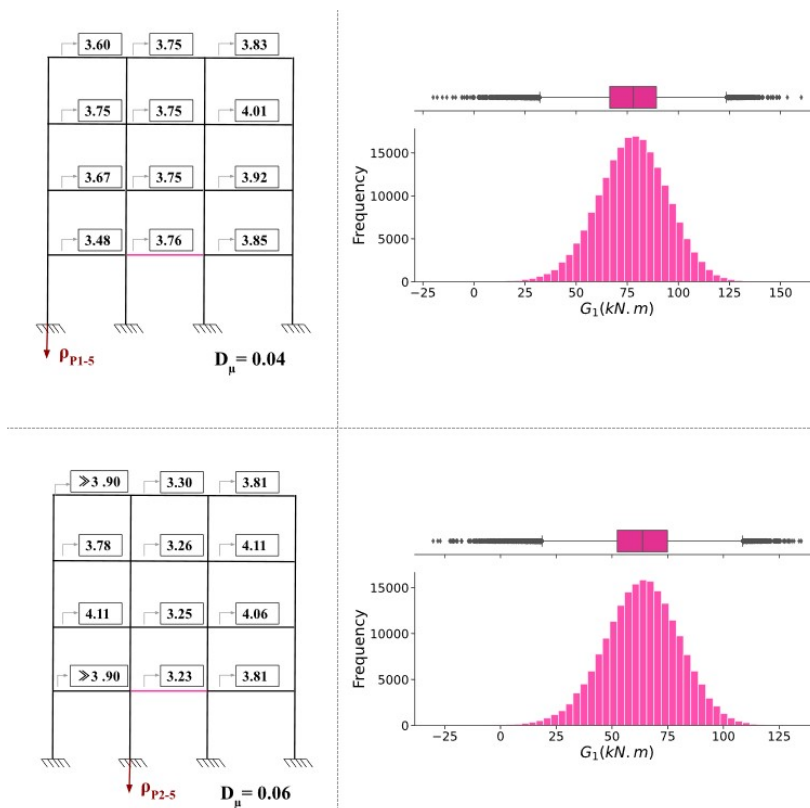 3.60 3.75 3.83
3.75 3.75 4.01
3.67 3.75 3.92
3.48 3.76 3.85
ρP1-5
Dμ = 0.04
Frequency
15000
10000
5000
0
−25 0 25 50 75 100 125 150
G1(kN.m)
≫3 .90 3.30 3.81
3.78 3.26 4.11
4.11 3.25 4.06
≫3 .90 3.23 3.81
ρP2-5
Dμ = 0.06
Frequency
15000
10000
5000
0
−25 0 25 50 75 100 125
G1(kN.m)